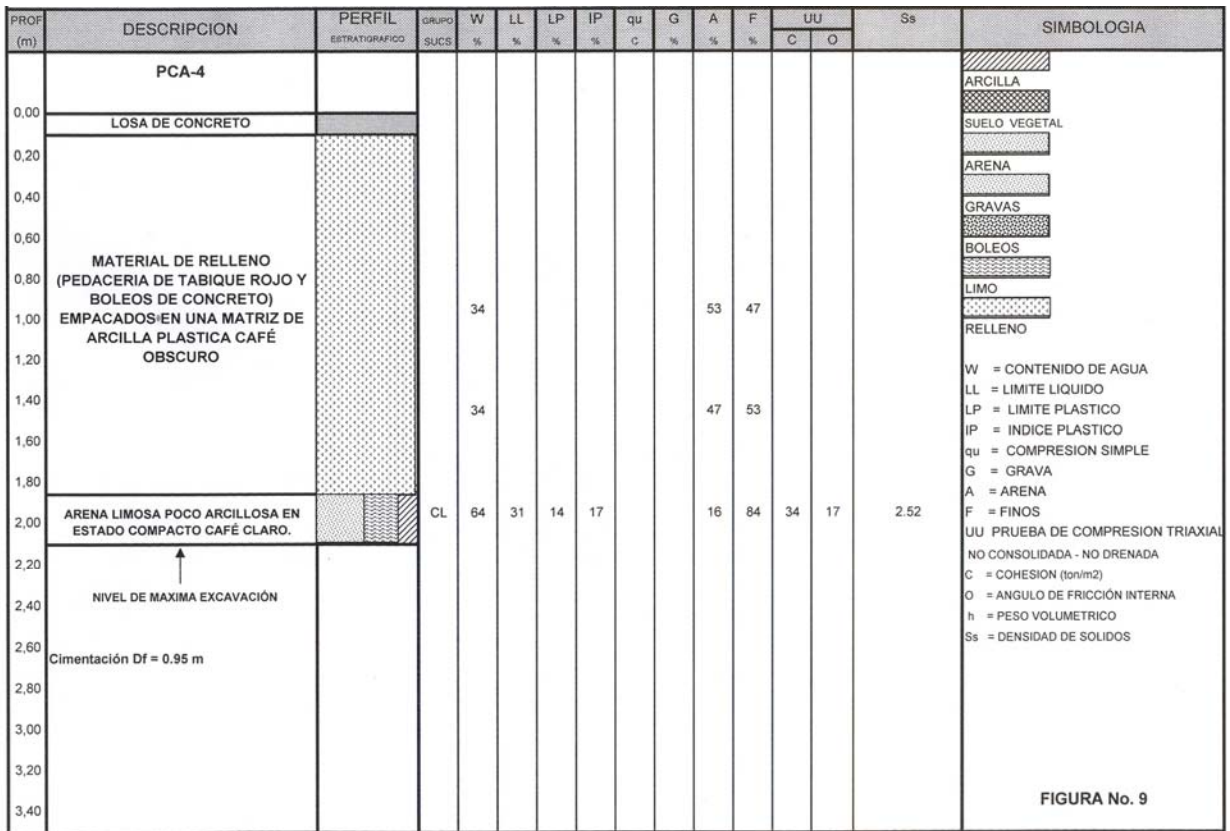 PROF (m)
DESCRIPCION
PERFIL
ESTRATIGRAFICO
GRUPO
SUCS
W %
LL %
LP %
IP %
qu C
G %
A %
F %
UU
C O
Ss
SIMBOLOGIA
PCA-4
0,00
LOSA DE CONCRETO
0,20
0,40
0,60
0,80
1,00
1,20
1,40
1,60
1,80
2,00
2,20
2,40
2,60
2,80
3,00
3,20
3,40
MATERIAL DE RELLENO
(PEDACERIA DE TABIQUE ROJO Y
BOLEOS DE CONCRETO)
EMPACADOS EN UNA MATRIZ DE
ARCILLA PLASTICA CAFÉ
OBSCURO
34 53 47
34 47 53
ARENA LIMOSA POCO ARCILLOSA EN
ESTADO COMPACTO CAFÉ CLARO.
CL 64 31 14 17 16 84 34 17 2.52
NIVEL DE MAXIMA EXCAVACIÓN
Cimentación Df = 0.95 m
ARCILLA
SUELO VEGETAL
ARENA
GRAVAS
BOLEOS
LIMO
RELLENO
W = CONTENIDO DE AGUA
LL = LIMITE LIQUIDO
LP = LIMITE PLASTICO
IP = INDICE PLASTICO
qu = COMPRESION SIMPLE
G = GRAVA
A = ARENA
F = FINOS
UU PRUEBA DE COMPRESION TRIAXIAL
NO CONSOLIDADA - NO DRENADA
C = COHESION (ton/m2)
O = ANGULO DE FRICCIÓN INTERNA
h = PESO VOLUMETRICO
Ss = DENSIDAD DE SOLIDOS
FIGURA No. 9